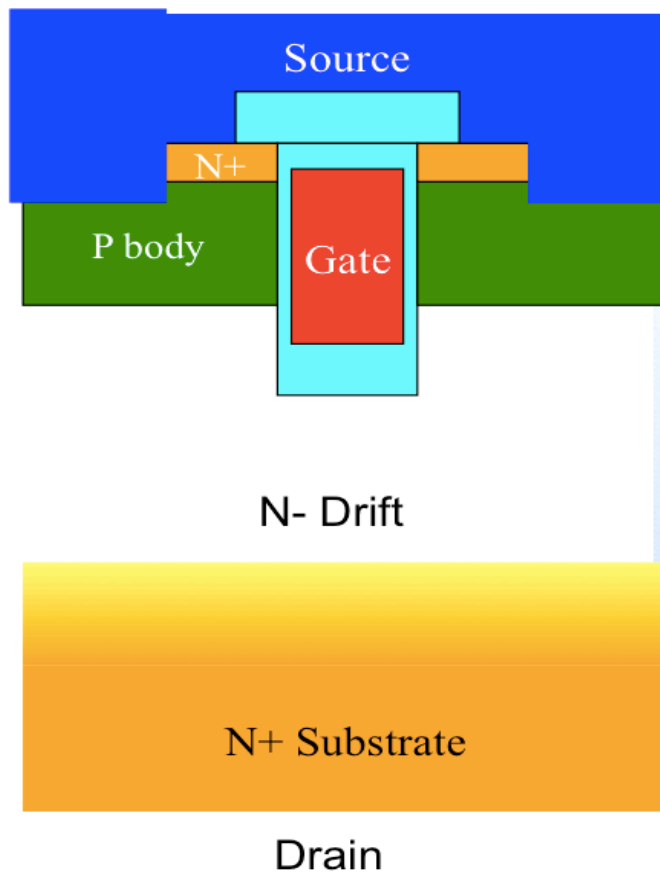 Source
N+
P body
Gate
N- Drift
N+ Substrate
Drain